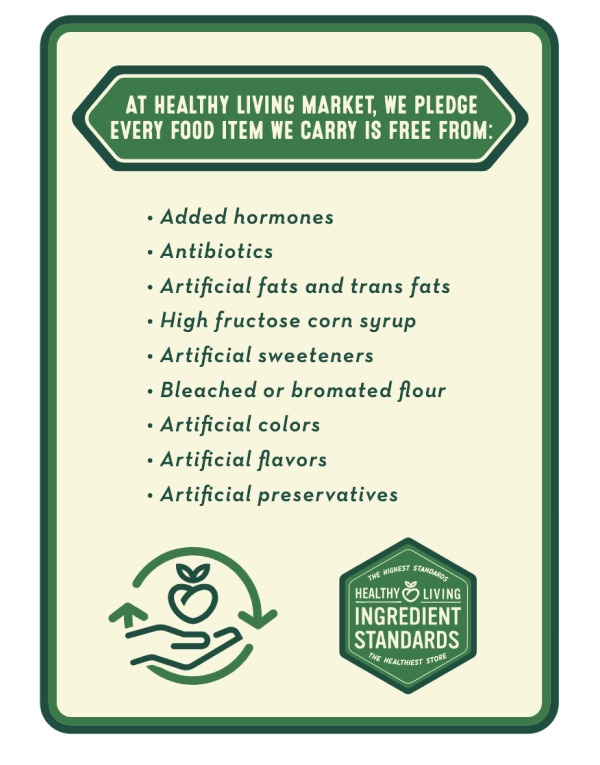 AT HEALTHY LIVING MARKET, WE PLEDGE
EVERY FOOD ITEM WE CARRY IS FREE FROM:
• Added hormones
• Antibiotics
• Artificial fats and trans fats
• High fructose corn syrup
• Artificial sweeteners
• Bleached or bromated flour
• Artificial colors
• Artificial flavors
• Artificial preservatives
THE HIGHEST STANDARDS
HEALTHY LIVING
INGREDIENT
STANDARDS
THE HEALTHIEST STORE